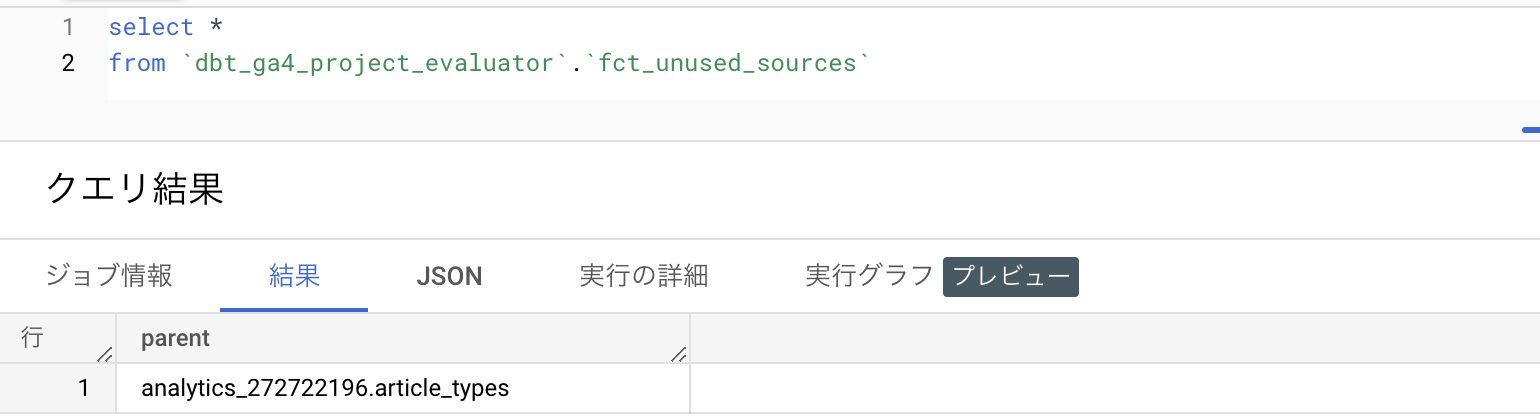 1 select *
2 from `dbt_ga4_project_evaluator`.`fct_unused_sources`
クエリ結果
ジョブ情報 結果 JSON 実行の詳細 実行グラフ プレビュー
行 parent
1 analytics_272722196.article_types